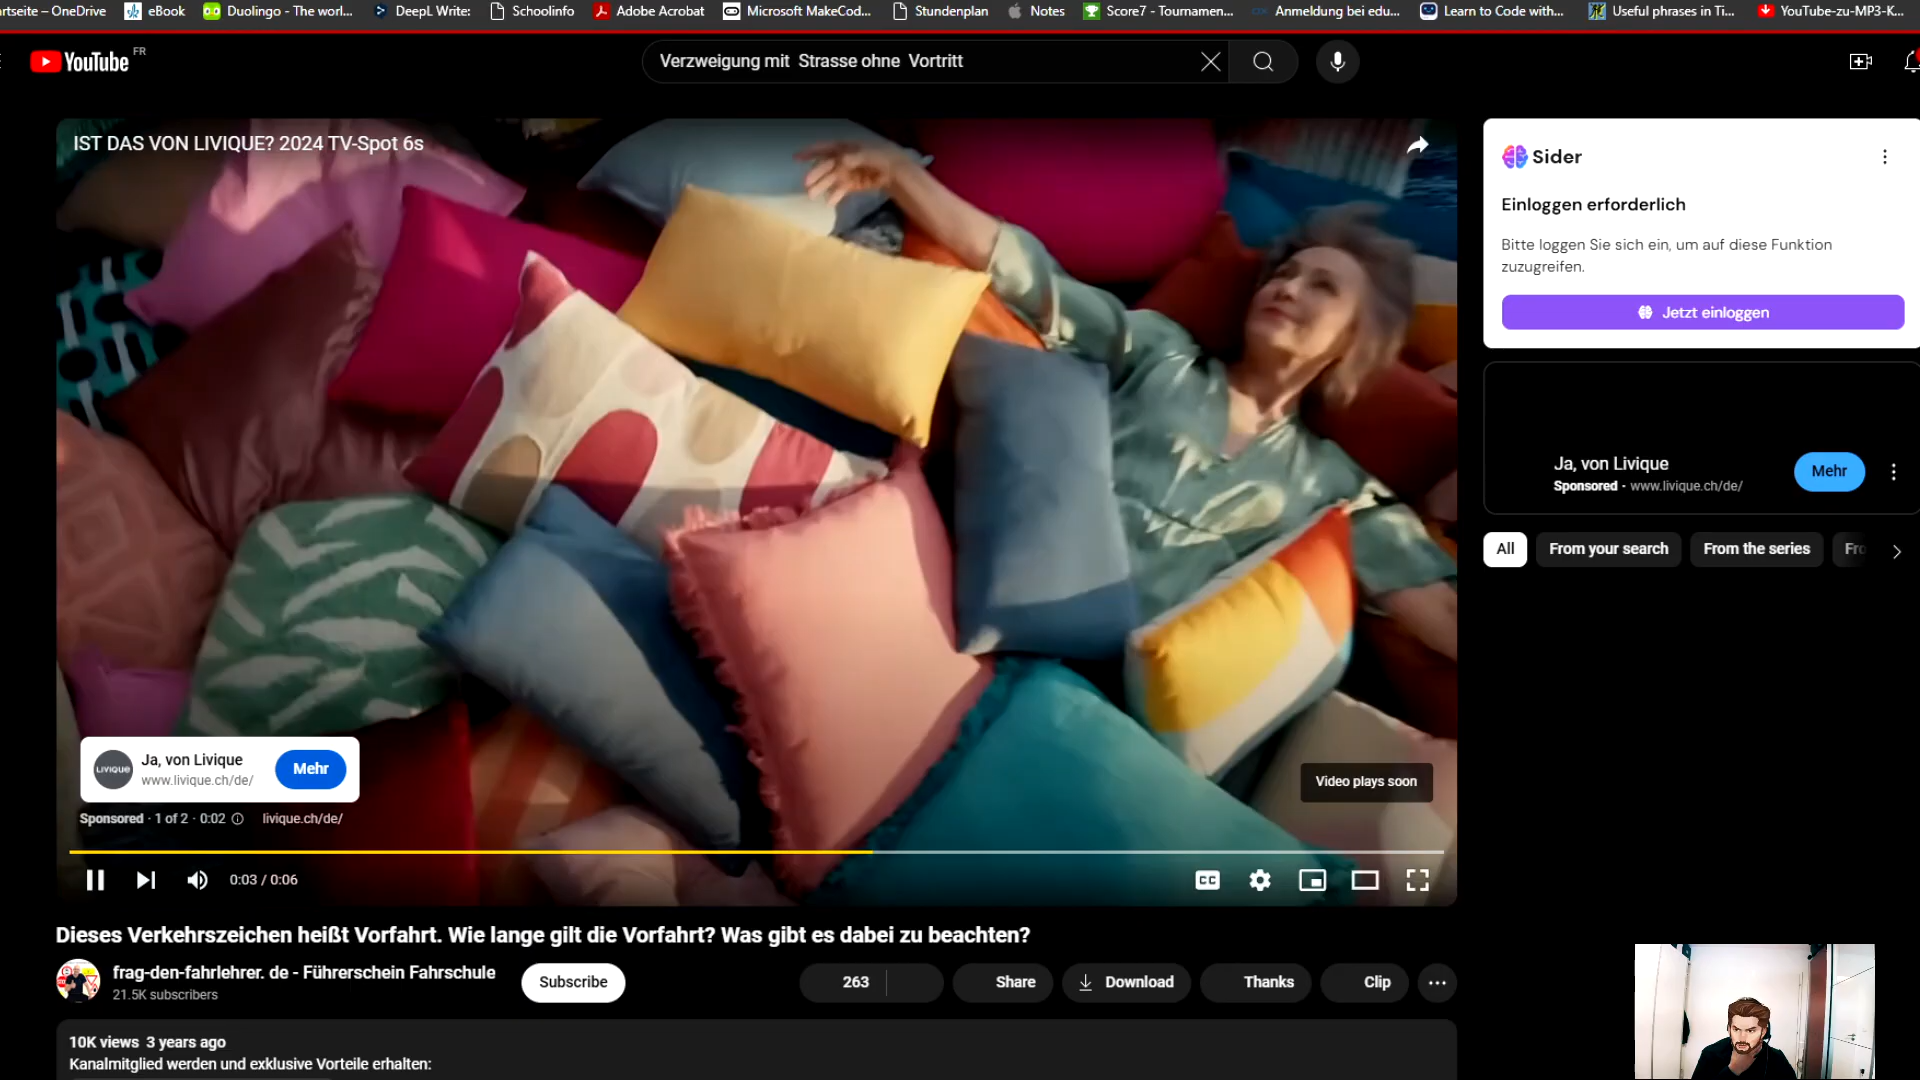 artseite – OneDrive
eBook
Duolingo - The worl...
DeepL Write:
Schoolinfo
Adobe Acrobat
Microsoft MakeCod...
Stundenplan
Notes
Score7 - Tournamen...
Anmeldung bei edu...
Learn to Code with...
Useful phrases in Ti...
YouTube-zu-MP3-K...
YouTube FR
Verzweigung mit Strasse ohne Vortritt
IST DAS VON LIVIQUE? 2024 TV-Spot 6s
Sider
Einloggen erforderlich
Bitte loggen Sie sich ein, um auf diese Funktion
zuzugreifen.
Jetzt einloggen
Ja, von Livique
Sponsored · www.livique.ch/de/
Mehr
All
From your search
From the series
Fro
LIVIQUE
Ja, von Livique
www.livique.ch/de/
Mehr
Video plays soon
Sponsored · 1 of 2 · 0:02
livique.ch/de/
0:03 / 0:06
CC
Dieses Verkehrszeichen heißt Vorfahrt. Wie lange gilt die Vorfahrt? Was gibt es dabei zu beachten?
frag-den-fahrlehrer. de - Führerschein Fahrschule
21.5K subscribers
Subscribe
263
Share
Download
Thanks
Clip
10K views 3 years ago
Kanalmitglied werden und exklusive Vorteile erhalten: